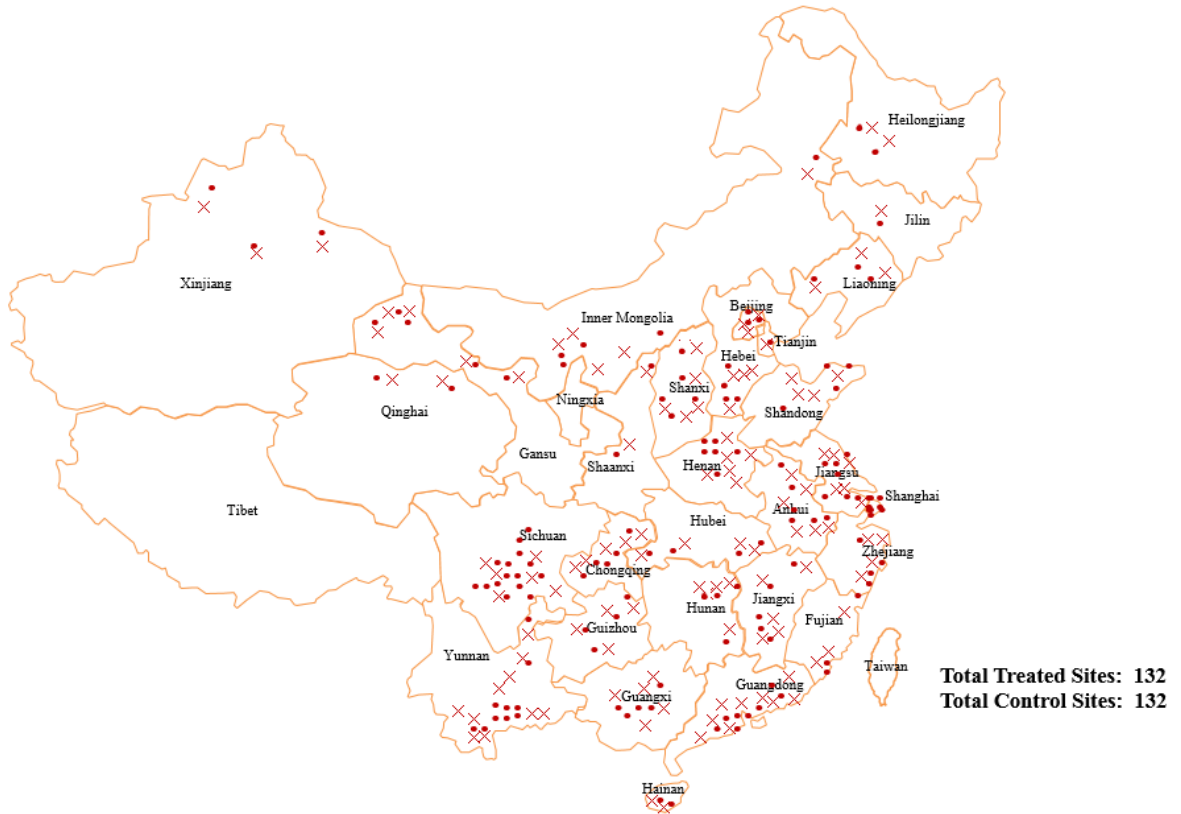 Heilongjiang
Jilin
Xinjiang
Liaoning
Beijing
Inner Mongolia
Tianjin
Hebei
Shanxi
Ningxia
Qinghai
Shandong
Gansu
Shaanxi
Henan
Jiangsu
Shanghai
Tibet
Anhui
Hubei
Sichuan
Zhejiang
Chongqing
Jiangxi
Hunan
Fujian
Guizhou
Yunnan
Taiwan
Guangdong
Guangxi
Hainan
Total Treated Sites: 132
Total Control Sites: 132